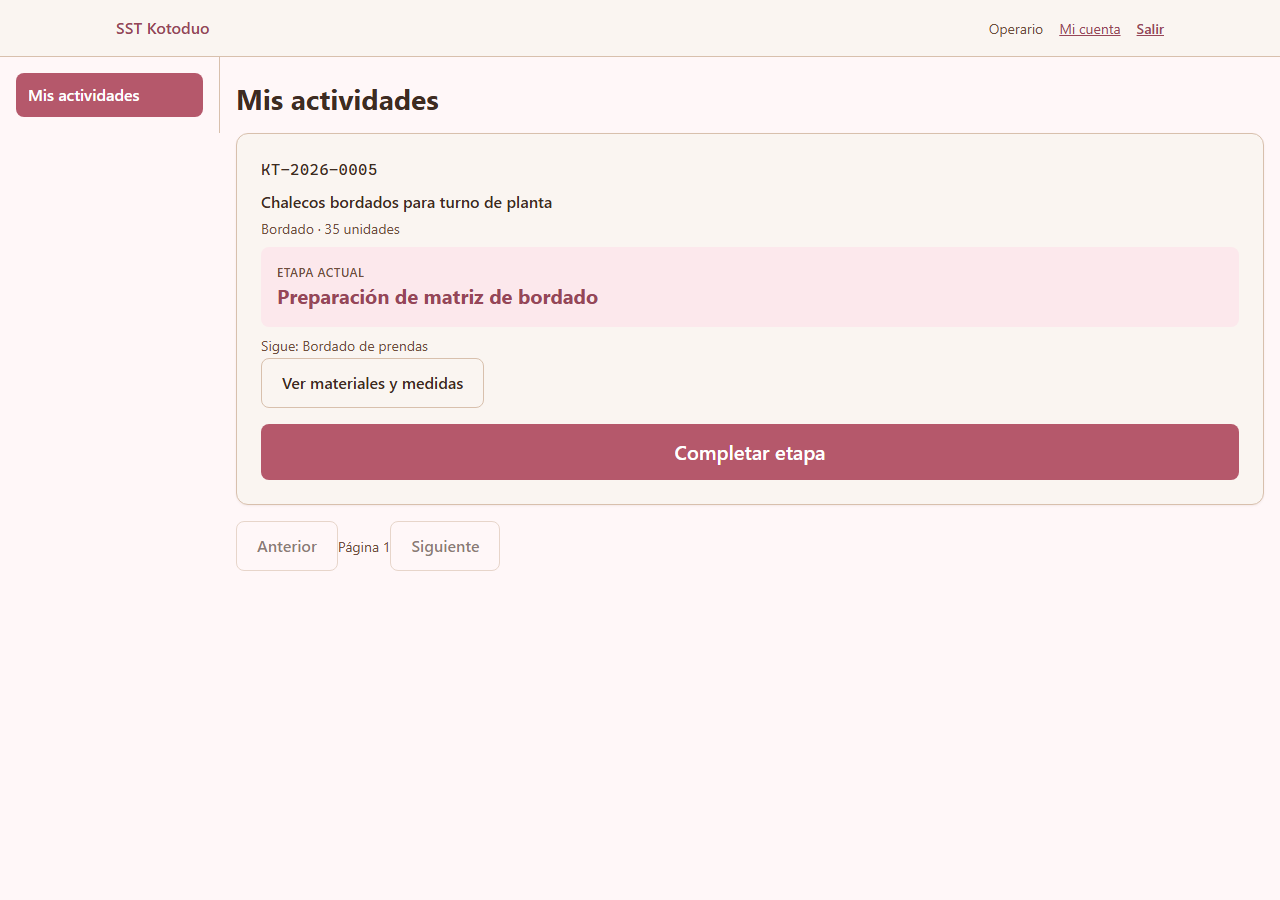 SST Kotoduo
Operario Mi cuenta Salir
Mis actividades
Mis actividades
KT-2026-0005
Chalecos bordados para turno de planta
Bordado · 35 unidades
ETAPA ACTUAL
Preparación de matriz de bordado
Sigue: Bordado de prendas
Ver materiales y medidas
Completar etapa
Anterior Página 1 Siguiente